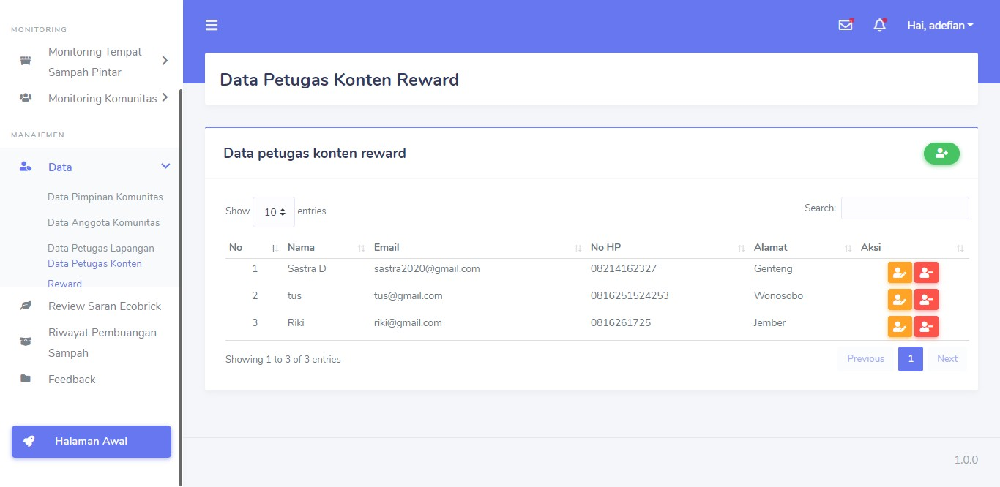 MONITORING
Monitoring Tempat
Sampah Pintar
Monitoring Komunitas
MANAJEMEN
Data
Data Pimpinan Komunitas
Data Anggota Komunitas
Data Petugas Lapangan
Data Petugas Konten
Reward
Review Saran Ecobrick
Riwayat Pembuangan
Sampah
Feedback
Halaman Awal
Hai, adefian
Data Petugas Konten Reward
Data petugas konten reward
Show 10 entries
Search:
No Nama Email No HP Alamat Aksi
1 Sastra D sastra2020@gmail.com 08214162327 Genteng
2 tus tus@gmail.com 0816251524253 Wonosobo
3 Riki riki@gmail.com 0816261725 Jember
Showing 1 to 3 of 3 entries
Previous 1 Next
1.0.0